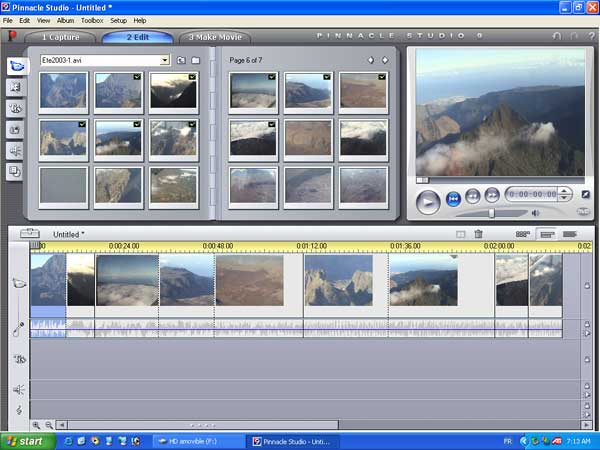 Pinnacle Studio - Untitled *
File Edit View Album Toolbox Setup Help
1 Capture 2 Edit 3 Make Movie PINNACLE STUDIO 9
Ete2003-1.avi
Page 6 of 7
0:00:00.00
Untitled *
0:00:24.00 0:00:48.00 0:01:12.00 0:01:36.00 0:02:00.00 0:02:
start HD amovible (F:) Pinnacle Studio - Unti... FR 7:13 AM